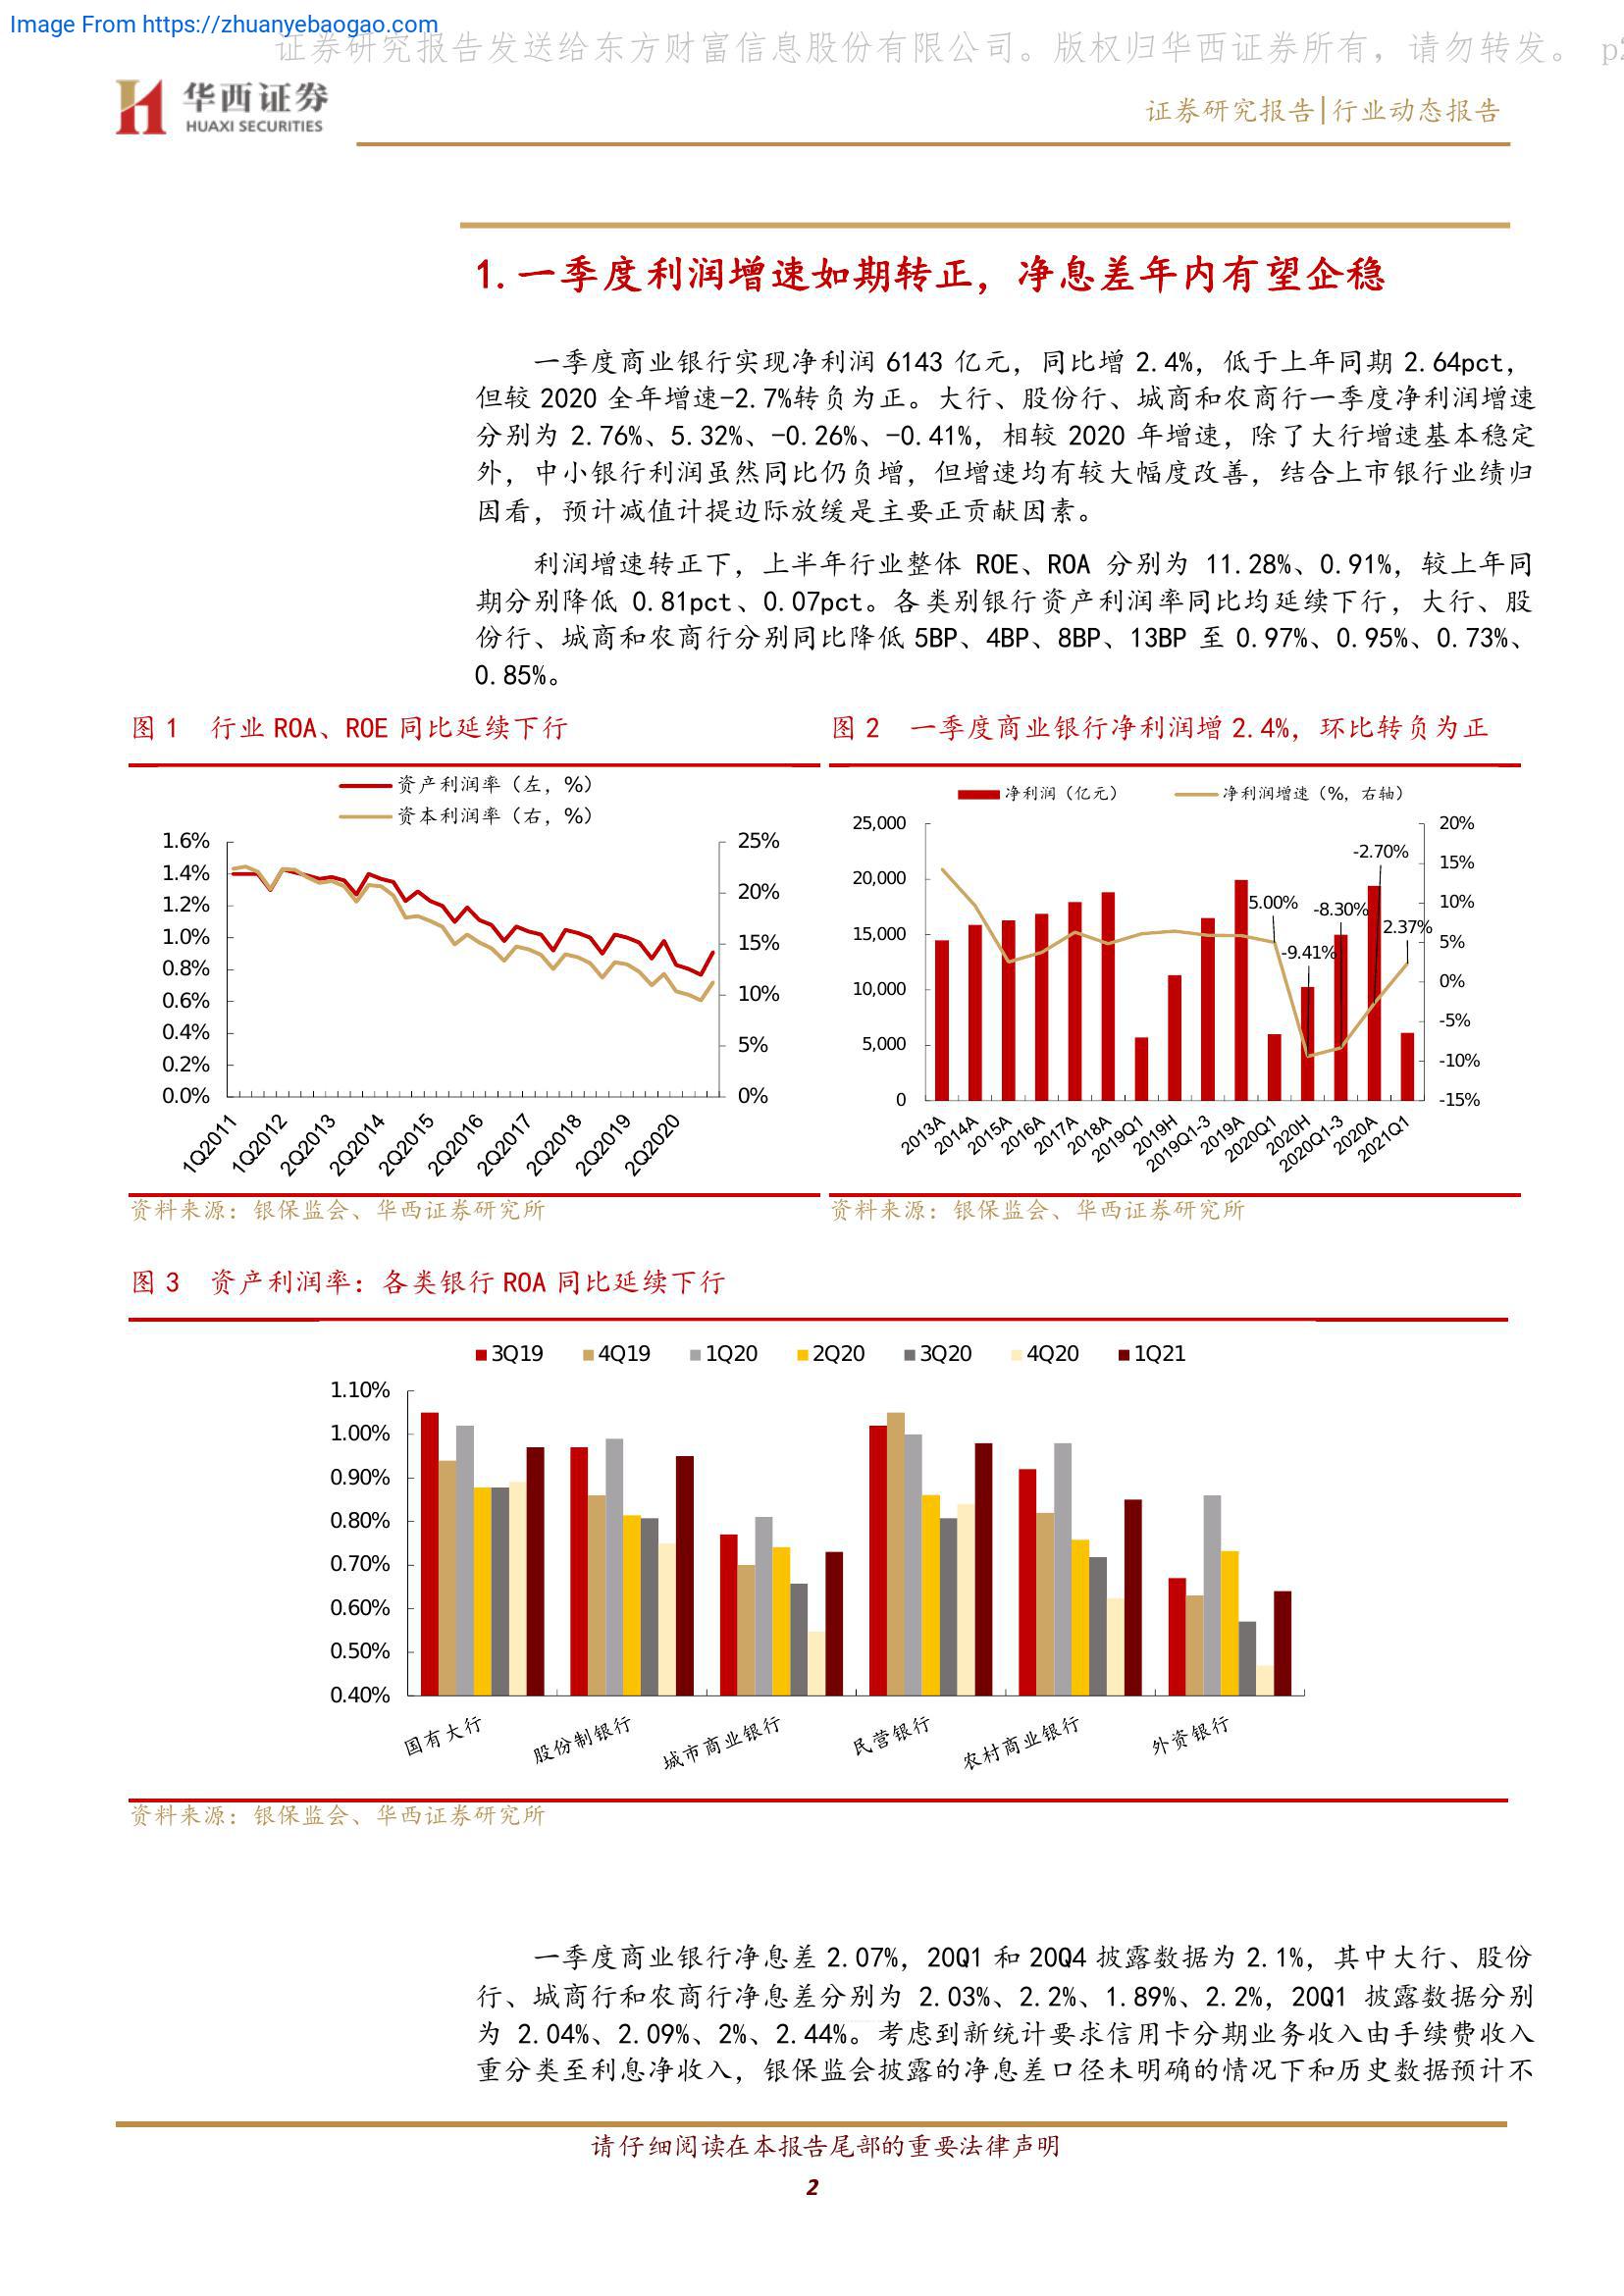 Image From https://zhuanyebaogao.com
证券研究报告发送给东方财富信息股份有限公司。版权归华西证券所有，请勿转发。 p2
华西证券
HUAXI SECURITIES
证券研究报告|行业动态报告
1. 一季度利润增速如期转正，净息差年内有望企稳
一季度商业银行实现净利润 6143 亿元，同比增 2.4%，低于上年同期 2.64pct，
但较 2020 全年增速-2.7%转负为正。大行、股份行、城商和农商行一季度净利润增速
分别为 2.76%、5.32%、-0.26%、-0.41%，相较 2020 年增速，除了大行增速基本稳定
外，中小银行利润虽然同比仍负增，但增速均有较大幅度改善，结合上市银行业绩归
因看，预计减值计提边际放缓是主要正贡献因素。
利润增速转正下，上半年行业整体 ROE、ROA 分别为 11.28%、0.91%，较上年同
期分别降低 0.81pct、0.07pct。各类别银行资产利润率同比均延续下行，大行、股
份行、城商和农商行分别同比降低 5BP、4BP、8BP、13BP 至 0.97%、0.95%、0.73%、
0.85%。
图 1 行业 ROA、ROE 同比延续下行
资产利润率（左，%）
资本利润率（右，%）
1.6%
1.4%
1.2%
1.0%
0.8%
0.6%
0.4%
0.2%
0.0%
25%
20%
15%
10%
5%
0%
1Q2011
1Q2012
2Q2013
2Q2014
2Q2015
2Q2016
2Q2017
2Q2018
2Q2019
2Q2020
资料来源：银保监会、华西证券研究所
图 2 一季度商业银行净利润增 2.4%，环比转负为正
净利润（亿元）
净利润增速（%，右轴）
25,000
20,000
15,000
10,000
5,000
0
20%
15%
10%
5%
0%
-5%
-10%
-15%
5.00%
-9.41%
-8.30%
-2.70%
2.37%
2013A
2014A
2015A
2016A
2017A
2018A
2019Q1
2019H
2019Q1-3
2019A
2020Q1
2020H
2020Q1-3
2020A
2021Q1
资料来源：银保监会、华西证券研究所
图 3 资产利润率：各类银行 ROA 同比延续下行
3Q19 4Q19 1Q20 2Q20 3Q20 4Q20 1Q21
1.10%
1.00%
0.90%
0.80%
0.70%
0.60%
0.50%
0.40%
国有大行
股份制银行
城市商业银行
民营银行
农村商业银行
外资银行
资料来源：银保监会、华西证券研究所
一季度商业银行净息差 2.07%，20Q1 和 20Q4 披露数据为 2.1%，其中大行、股份
行、城商行和农商行净息差分别为 2.03%、2.2%、1.89%、2.2%，20Q1 披露数据分别
为 2.04%、2.09%、2%、2.44%。考虑到新统计要求信用卡分期业务收入由手续费收入
重分类至利息净收入，银保监会披露的净息差口径未明确的情况下和历史数据预计不
请仔细阅读在本报告尾部的重要法律声明
2